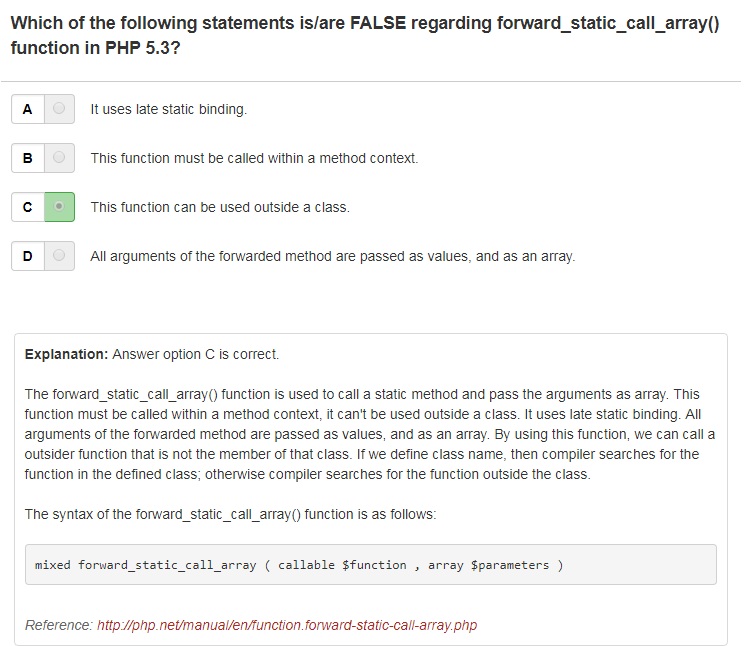 Which of the following statements is/are FALSE regarding forward_static_call_array()
function in PHP 5.3?
A It uses late static binding.
B This function must be called within a method context.
C This function can be used outside a class.
D All arguments of the forwarded method are passed as values, and as an array.
Explanation: Answer option C is correct.
The forward_static_call_array() function is used to call a static method and pass the arguments as array. This
function must be called within a method context, it can't be used outside a class. It uses late static binding. All
arguments of the forwarded method are passed as values, and as an array. By using this function, we can call a
outsider function that is not the member of that class. If we define class name, then compiler searches for the
function in the defined class; otherwise compiler searches for the function outside the class.
The syntax of the forward_static_call_array() function is as follows:
mixed forward_static_call_array ( callable $function , array $parameters )
Reference: http://php.net/manual/en/function.forward-static-call-array.php